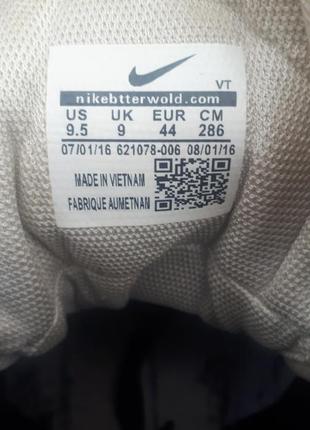 VT
nikebtterwold.com
US UK EUR CM
9.5 9 44 286
07/01/16 621078-006 08/01/16
MADE IN VIETNAM
FABRIQUE AUMETNAN